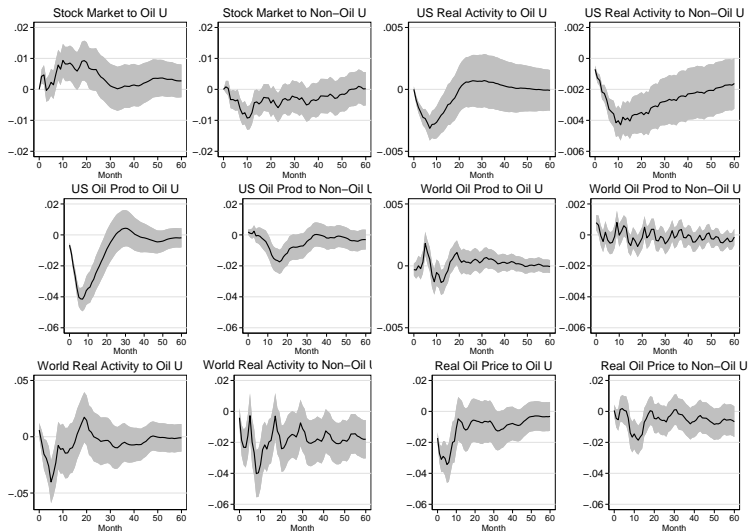 Stock Market to Oil U
Stock Market to Non−Oil U
US Real Activity to Oil U
US Real Activity to Non−Oil U
.02
.01
0
−.01
−.02
0 10 20 30 40 50 60
Month
.02
.01
0
−.01
−.02
0 10 20 30 40 50 60
Month
.005
0
−.005
0 10 20 30 40 50 60
Month
0
−.002
−.004
−.006
0 10 20 30 40 50 60
Month
US Oil Prod to Oil U
US Oil Prod to Non−Oil U
World Oil Prod to Oil U
World Oil Prod to Non−Oil U
.02
0
−.02
−.04
−.06
0 10 20 30 40 50 60
Month
.02
0
−.02
−.04
−.06
0 10 20 30 40 50 60
Month
.005
0
−.005
0 10 20 30 40 50 60
Month
.002
0
−.002
−.004
−.006
0 10 20 30 40 50 60
Month
World Real Activity to Oil U
World Real Activity to Non−Oil U
Real Oil Price to Oil U
Real Oil Price to Non−Oil U
.05
0
−.05
0 10 20 30 40 50 60
Month
.02
0
−.02
−.04
−.06
0 10 20 30 40 50 60
Month
.02
0
−.02
−.04
−.06
0 10 20 30 40 50 60
Month
.02
0
−.02
−.04
−.06
0 10 20 30 40 50 60
Month